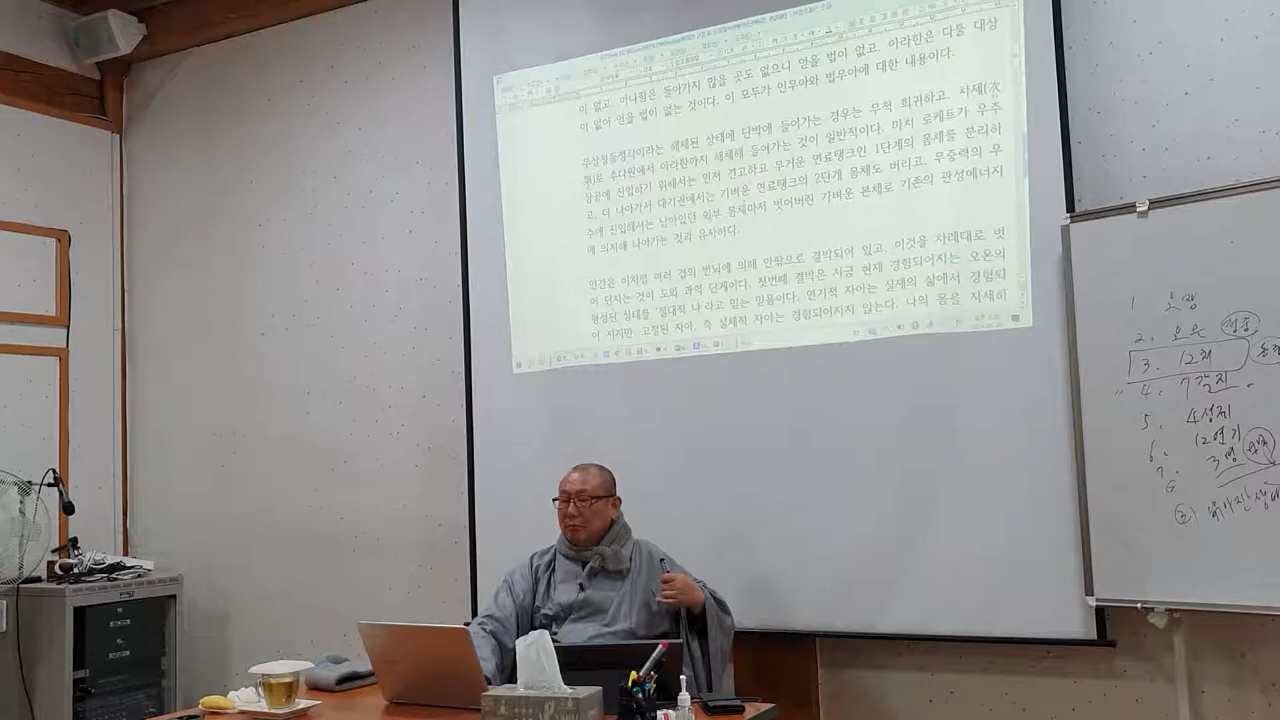 이 없고, 아나함은 돌아가지 않을 곳도 없으니 얻을 법이 없고, 아라한은 다툴 대상
이 없어 얻을 법이 없는 것이다. 이 모두가 인무아와 법무아에 대한 내용이다.
무상정등정각이라는 해체된 상태에 단박에 들어가는 경우는 무척 희귀하고, 차제(次
第)로 수다원에서 아라한까지 해체해 들어가는 것이 일반적이다. 마치 로케트가 우주
상공에 진입하기 위해서는 먼저 견고하고 무거운 연료탱크인 1단계의 몸체를 분리하
고, 더 나아가서 대기권에서는 가벼운 연료탱크의 2단계 몸체도 버리고, 무중력의 우
주에 진입해서는 남아있던 외부 몸체마저 벗어버린 가벼운 본체로 기존의 관성에너지
에 의지해 나아가는 것과 유사하다.
인간은 이처럼 여러 겹의 번뇌에 의해 안팎으로 결박되어 있고, 이것을 차례대로 벗
어 던지는 것이 도와 과의 단계이다. 첫번째 결박은 지금 현재 경험되어지는 오온의
형성된 상태를 '절대적 나'라고 믿는 믿음이다. 연기적 자아는 실제의 삶에서 경험되
어 지지만 고정된 자아, 즉 실체적 자아는 경험되어지지 않는다. 나의 몸을 자세히
1
2. 오온
3. 12처
4. 7각지
5. 4성제
6. 12연기
7. 3명